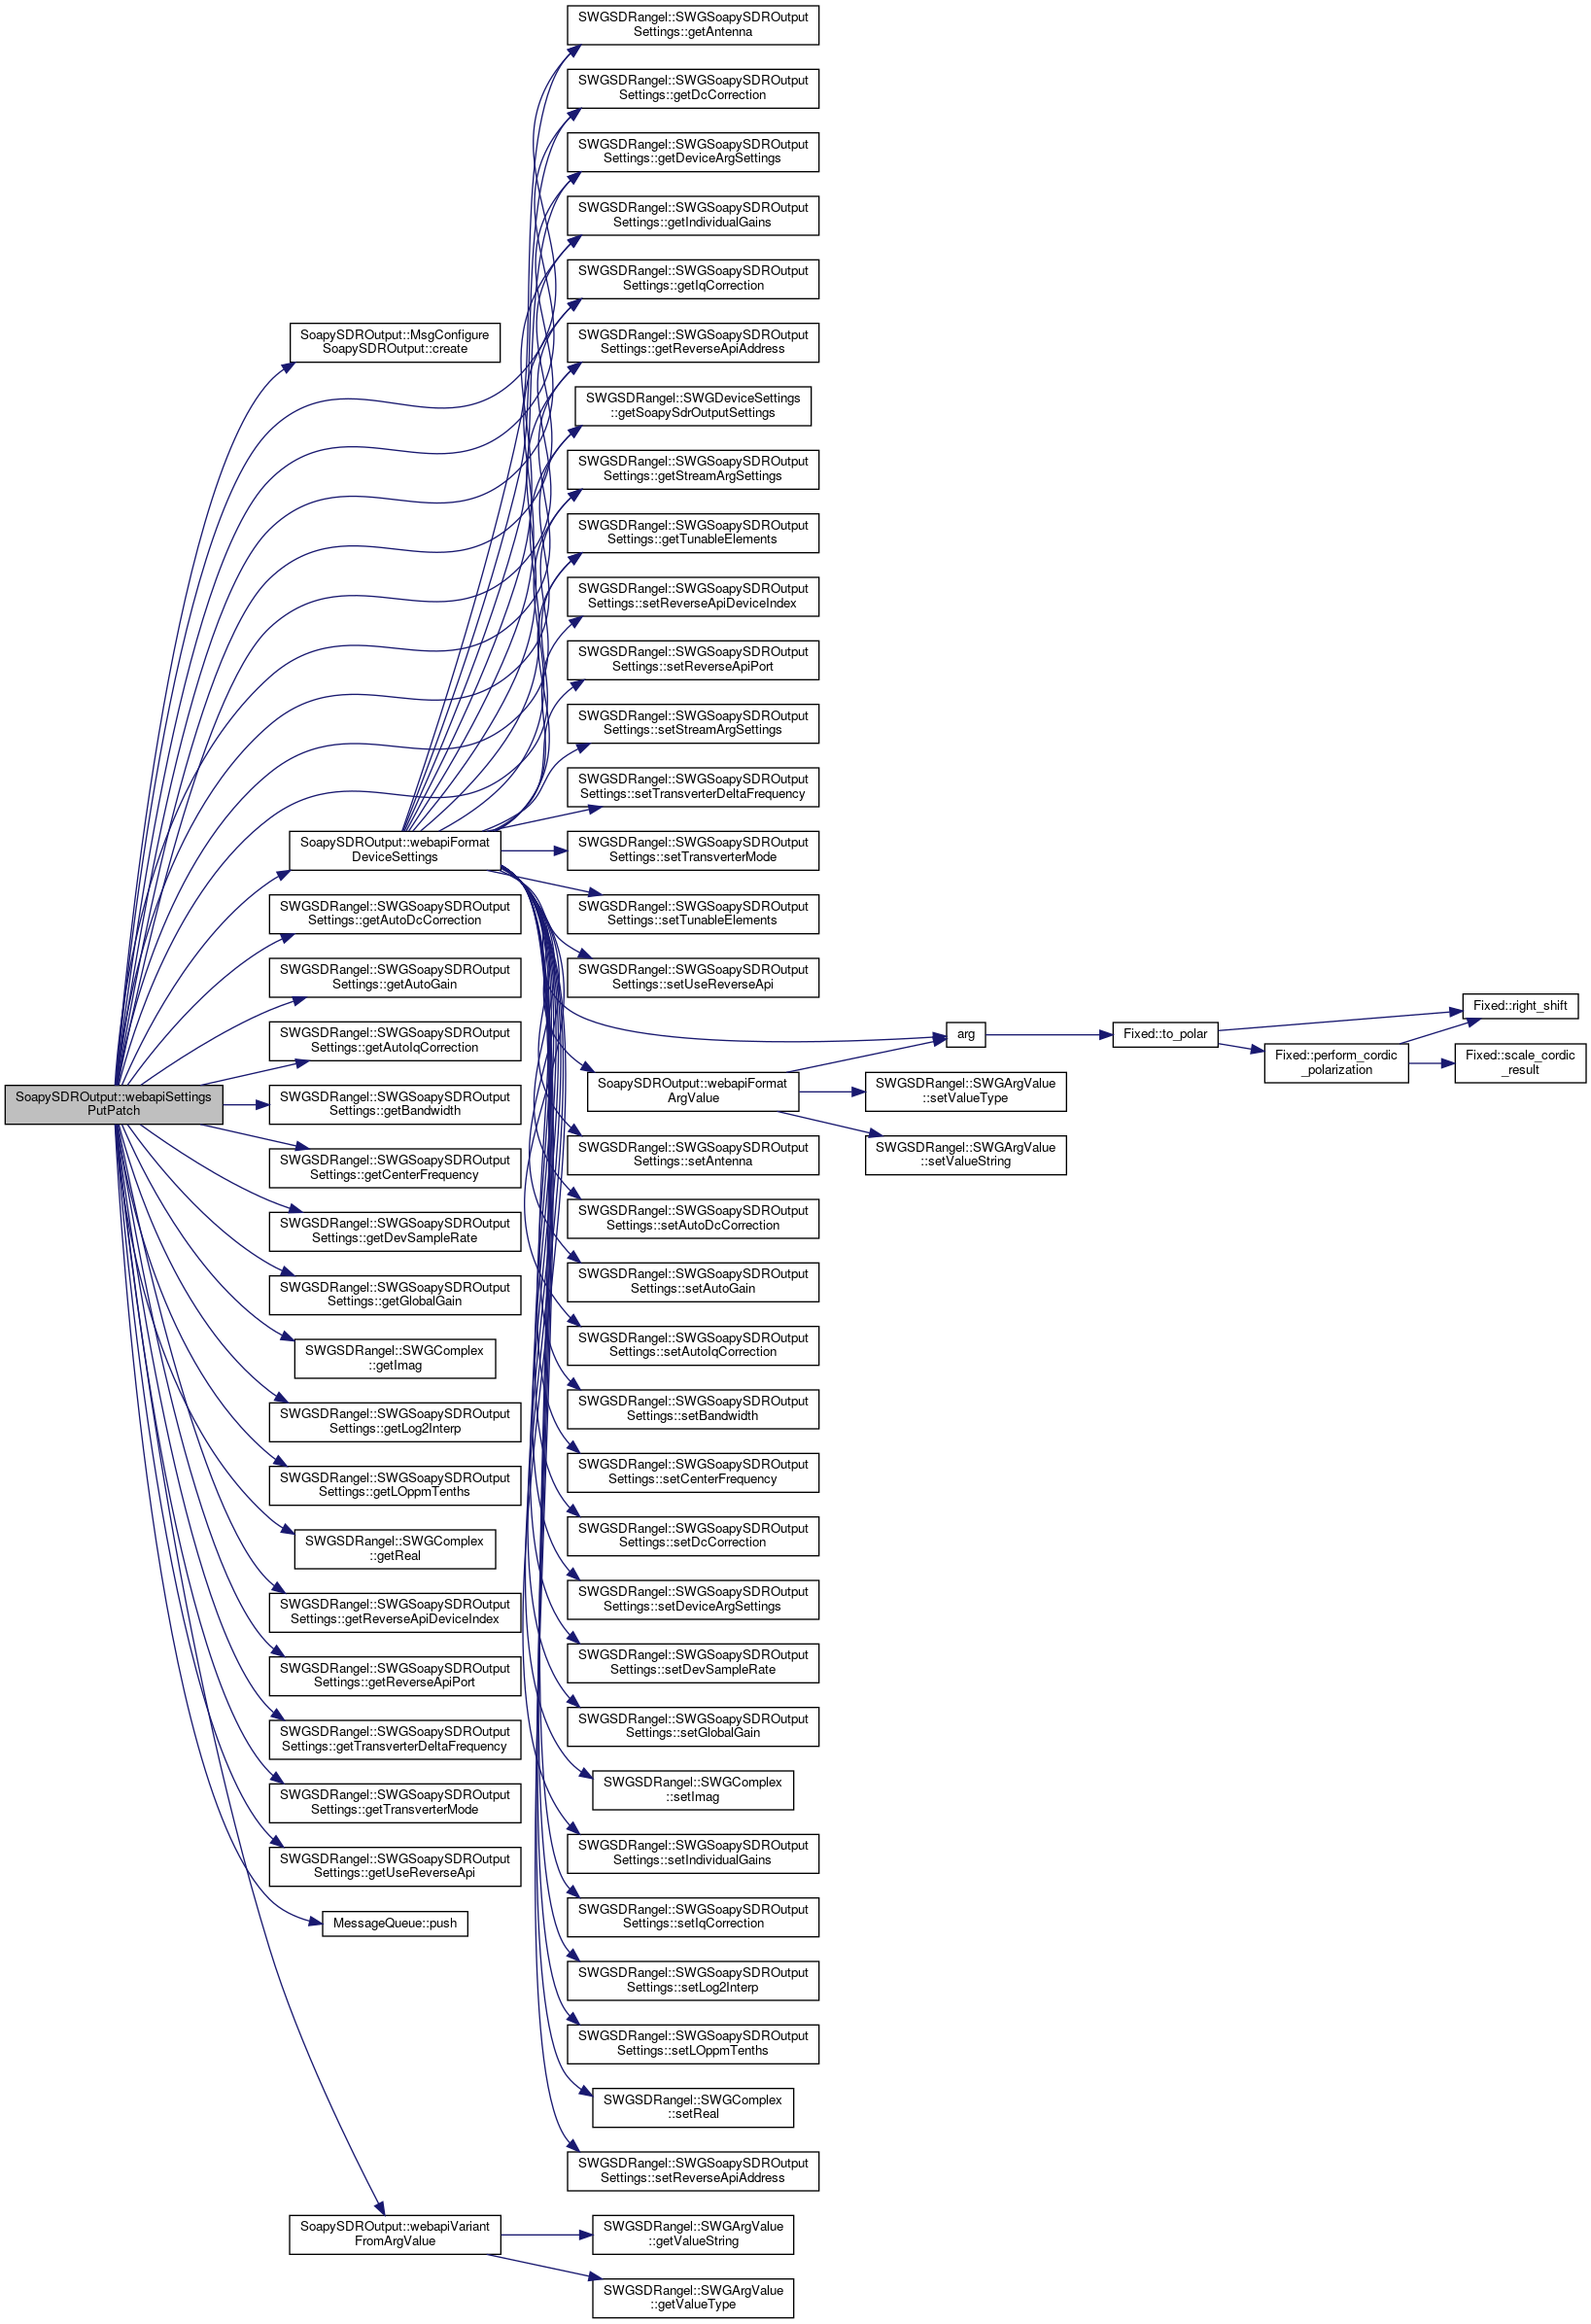 SoapySDROutput::webapiSettings
PutPatch
SoapySDROutput::MsgConfigure
SoapySDROutput::create
SoapySDROutput::webapiFormat
DeviceSettings
SWGSDRangel::SWGSoapySDROutput
Settings::getAutoDcCorrection
SWGSDRangel::SWGSoapySDROutput
Settings::getAutoGain
SWGSDRangel::SWGSoapySDROutput
Settings::getAutoIqCorrection
SWGSDRangel::SWGSoapySDROutput
Settings::getBandwidth
SWGSDRangel::SWGSoapySDROutput
Settings::getCenterFrequency
SWGSDRangel::SWGSoapySDROutput
Settings::getDevSampleRate
SWGSDRangel::SWGSoapySDROutput
Settings::getGlobalGain
SWGSDRangel::SWGComplex
::getImag
SWGSDRangel::SWGSoapySDROutput
Settings::getLog2Interp
SWGSDRangel::SWGSoapySDROutput
Settings::getLOppmTenths
SWGSDRangel::SWGComplex
::getReal
SWGSDRangel::SWGSoapySDROutput
Settings::getReverseApiDeviceIndex
SWGSDRangel::SWGSoapySDROutput
Settings::getReverseApiPort
SWGSDRangel::SWGSoapySDROutput
Settings::getTransverterDeltaFrequency
SWGSDRangel::SWGSoapySDROutput
Settings::getTransverterMode
SWGSDRangel::SWGSoapySDROutput
Settings::getUseReverseApi
MessageQueue::push
SoapySDROutput::webapiVariant
FromArgValue
SWGSDRangel::SWGSoapySDROutput
Settings::getAntenna
SWGSDRangel::SWGSoapySDROutput
Settings::getDcCorrection
SWGSDRangel::SWGSoapySDROutput
Settings::getDeviceArgSettings
SWGSDRangel::SWGSoapySDROutput
Settings::getIndividualGains
SWGSDRangel::SWGSoapySDROutput
Settings::getIqCorrection
SWGSDRangel::SWGSoapySDROutput
Settings::getReverseApiAddress
SWGSDRangel::SWGDeviceSettings
::getSoapySdrOutputSettings
SWGSDRangel::SWGSoapySDROutput
Settings::getStreamArgSettings
SWGSDRangel::SWGSoapySDROutput
Settings::getTunableElements
SWGSDRangel::SWGSoapySDROutput
Settings::setReverseApiDeviceIndex
SWGSDRangel::SWGSoapySDROutput
Settings::setReverseApiPort
SWGSDRangel::SWGSoapySDROutput
Settings::setStreamArgSettings
SWGSDRangel::SWGSoapySDROutput
Settings::setTransverterDeltaFrequency
SWGSDRangel::SWGSoapySDROutput
Settings::setTransverterMode
SWGSDRangel::SWGSoapySDROutput
Settings::setTunableElements
SWGSDRangel::SWGSoapySDROutput
Settings::setUseReverseApi
SoapySDROutput::webapiFormat
ArgValue
SWGSDRangel::SWGSoapySDROutput
Settings::setAntenna
SWGSDRangel::SWGSoapySDROutput
Settings::setAutoDcCorrection
SWGSDRangel::SWGSoapySDROutput
Settings::setAutoGain
SWGSDRangel::SWGSoapySDROutput
Settings::setAutoIqCorrection
SWGSDRangel::SWGSoapySDROutput
Settings::setBandwidth
SWGSDRangel::SWGSoapySDROutput
Settings::setCenterFrequency
SWGSDRangel::SWGSoapySDROutput
Settings::setDcCorrection
SWGSDRangel::SWGSoapySDROutput
Settings::setDeviceArgSettings
SWGSDRangel::SWGSoapySDROutput
Settings::setDevSampleRate
SWGSDRangel::SWGSoapySDROutput
Settings::setGlobalGain
SWGSDRangel::SWGComplex
::setImag
SWGSDRangel::SWGSoapySDROutput
Settings::setIndividualGains
SWGSDRangel::SWGSoapySDROutput
Settings::setIqCorrection
SWGSDRangel::SWGSoapySDROutput
Settings::setLog2Interp
SWGSDRangel::SWGSoapySDROutput
Settings::setLOppmTenths
SWGSDRangel::SWGComplex
::setReal
SWGSDRangel::SWGSoapySDROutput
Settings::setReverseApiAddress
SWGSDRangel::SWGArgValue
::getValueString
SWGSDRangel::SWGArgValue
::getValueType
arg
SWGSDRangel::SWGArgValue
::setValueType
SWGSDRangel::SWGArgValue
::setValueString
Fixed::to_polar
Fixed::perform_cordic
_polarization
Fixed::right_shift
Fixed::scale_cordic
_result